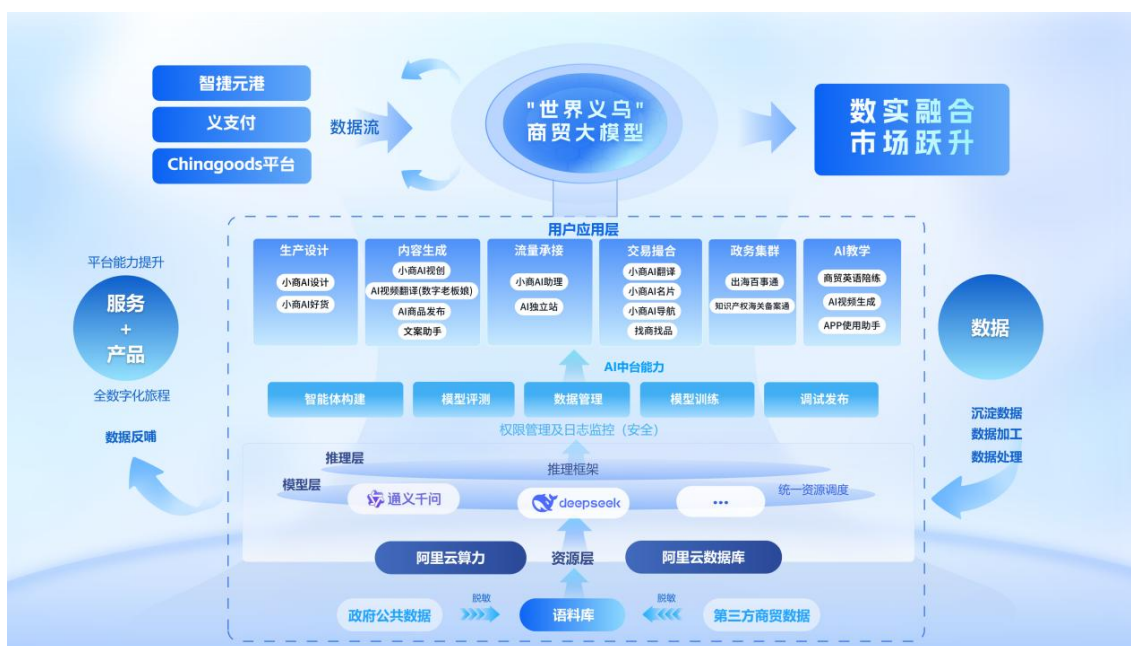 智捷元港
义支付
Chinagoods平台
数据流
"世界义乌"
商贸大模型
数实融合
市场跃升
用户应用层
生产设计
小商AI设计
小商AI好货
内容生成
小商AI视创
AI视频翻译(数字老板娘)
AI商品发布
文案助手
流量承接
小商AI助理
AI独立站
交易撮合
小商AI翻译
小商AI名片
小商AI导航
找商找品
政务集群
出海百事通
知识产权海关备案通
AI教学
商贸英语陪练
AI视频生成
APP使用助手
平台能力提升
服务
+
产品
全数字化旅程
数据反哺
数据
沉淀数据
数据加工
数据处理
AI中台能力
智能体构建
模型评测
数据管理
模型训练
调试发布
权限管理及日志监控（安全）
推理层
推理框架
模型层
通义千问
deepseek
...
统一资源调度
阿里云算力
资源层
阿里云数据库
政府公共数据
脱敏
语料库
脱敏
第三方商贸数据